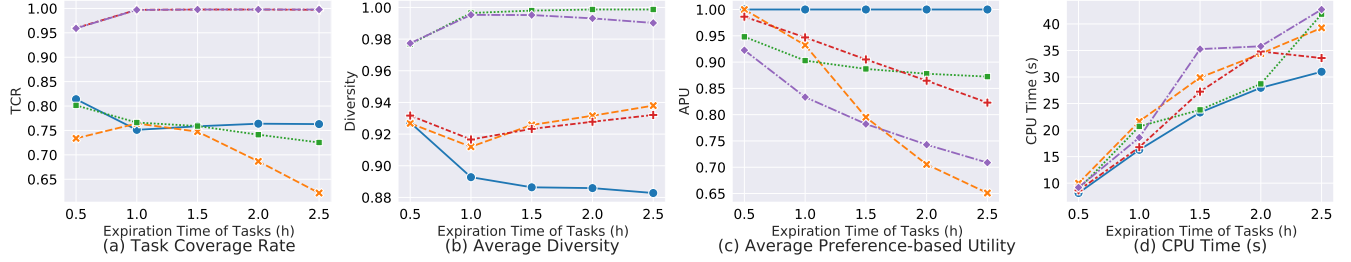 1.00
0.95
0.90
0.85
0.80
0.75
0.70
0.65
TCR
0.5 1.0 1.5 2.0 2.5
Expiration Time of Tasks (h)
(a) Task Coverage Rate
1.00
0.98
0.96
0.94
0.92
0.90
0.88
Diversity
0.5 1.0 1.5 2.0 2.5
Expiration Time of Tasks (h)
(b) Average Diversity
1.00
0.95
0.90
0.85
0.80
0.75
0.70
0.65
APU
0.5 1.0 1.5 2.0 2.5
Expiration Time of Tasks (h)
(c) Average Preference-based Utility
40
35
30
25
20
15
10
CPU Time (s)
0.5 1.0 1.5 2.0 2.5
Expiration Time of Tasks (h)
(d) CPU Time (s)